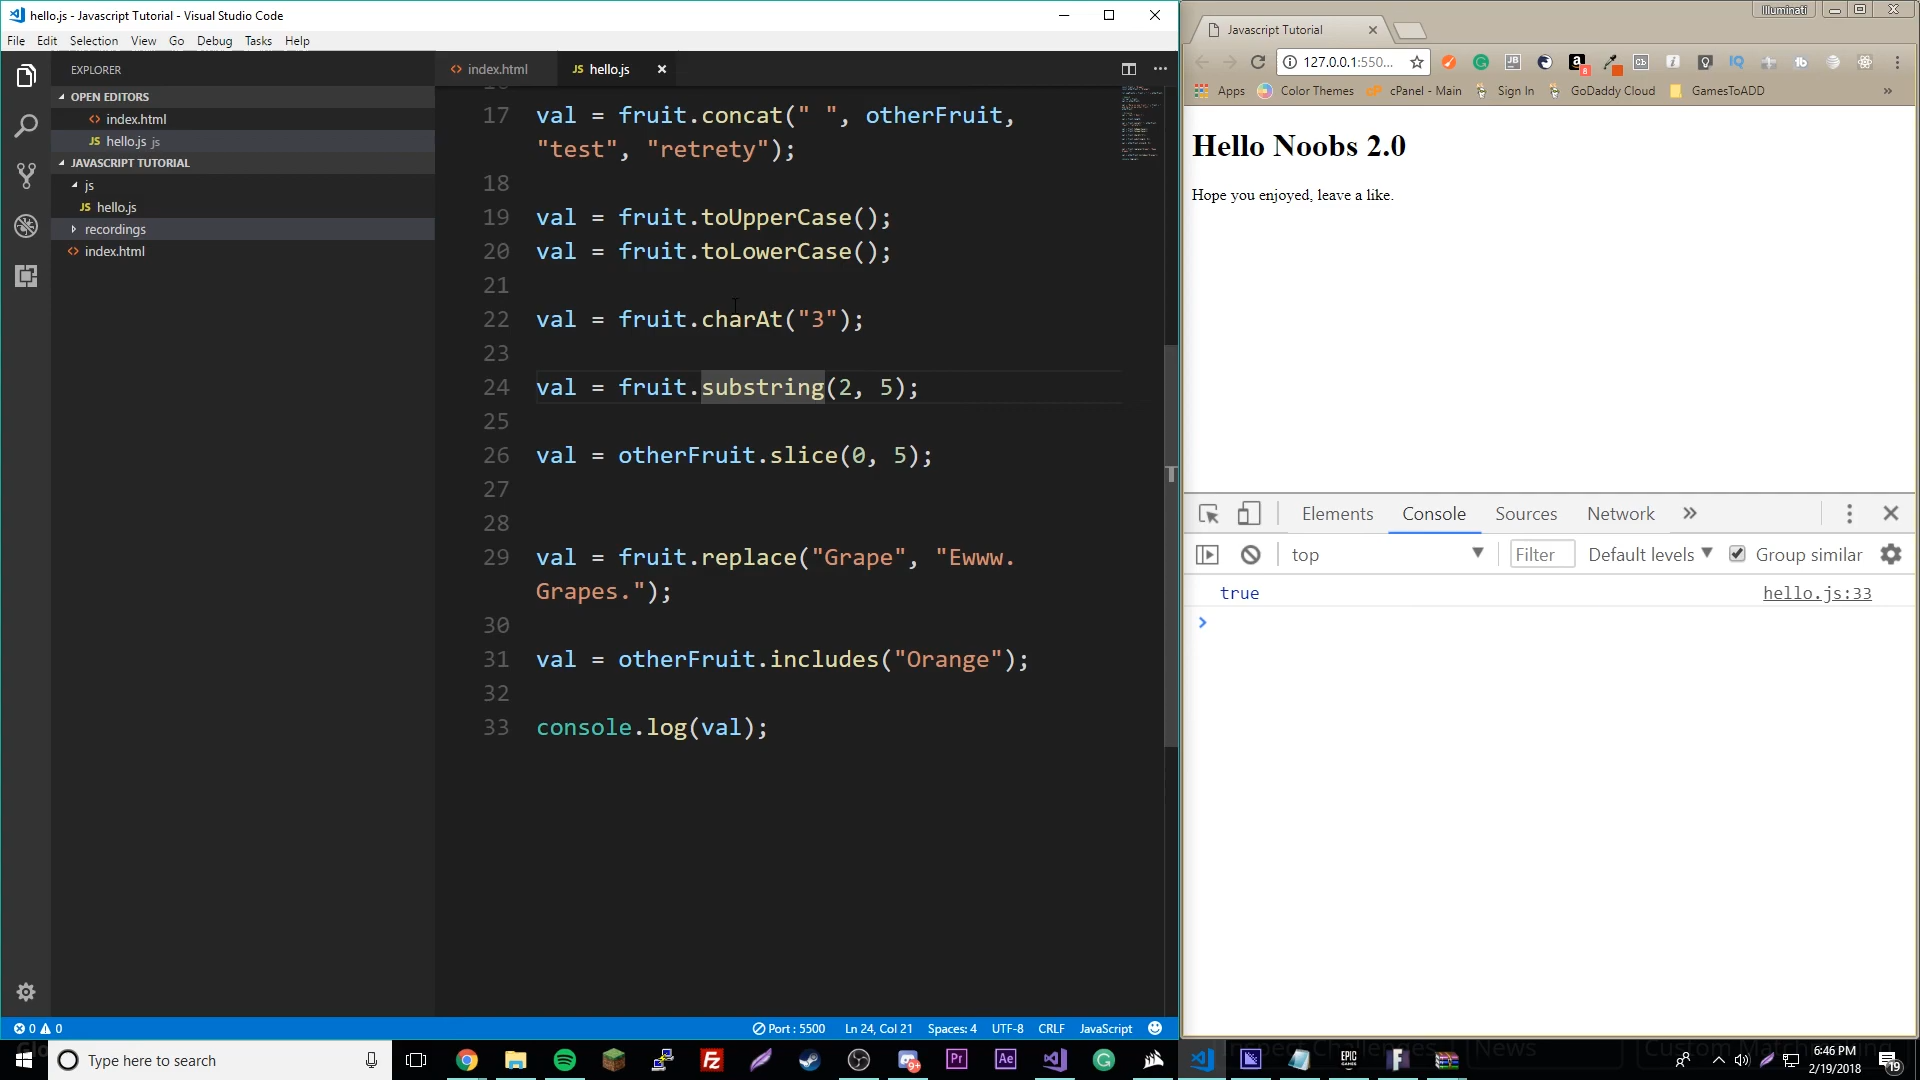 hello.js - Javascript Tutorial - Visual Studio Code
File Edit Selection View Go Debug Tasks Help
EXPLORER
OPEN EDITORS
index.html
hello.js js
JAVASCRIPT TUTORIAL
js
JS hello.js
recordings
index.html
index.html JS hello.js
17 val = fruit.concat(" ", otherFruit,
"test", "retrety");
18
19 val = fruit.toUpperCase();
20 val = fruit.toLowerCase();
21
22 val = fruit.charAt("3");
23
24 val = fruit.substring(2, 5);
25
26 val = otherFruit.slice(0, 5);
27
28
29 val = fruit.replace("Grape", "Ewww.
Grapes.");
30
31 val = otherFruit.includes("Orange");
32
33 console.log(val);
0 0
Port : 5500 Ln 24, Col 21 Spaces: 4 UTF-8 CRLF JavaScript
Illuminati
Javascript Tutorial
127.0.0.1:550...
Apps Color Themes cPanel - Main Sign In GoDaddy Cloud GamesToADD
Hello Noobs 2.0
Hope you enjoyed, leave a like.
Elements Console Sources Network
top Filter Default levels Group similar
true hello.js:33
Type here to search
Pr Ae
EPIC GAMES
6:46 PM
2/19/2018
19